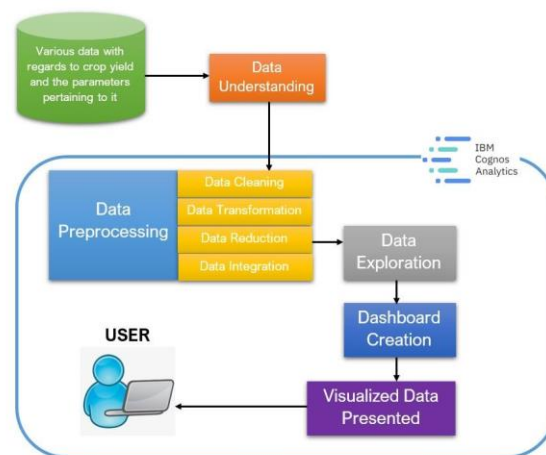 Various data with
regards to crop yield
and the parameters
pertaining to it
Data
Understanding
IBM
Cognos
Analytics
Data
Preprocessing
Data Cleaning
Data Transformation
Data Reduction
Data Integration
Data
Exploration
Dashboard
Creation
USER
Visualized Data
Presented